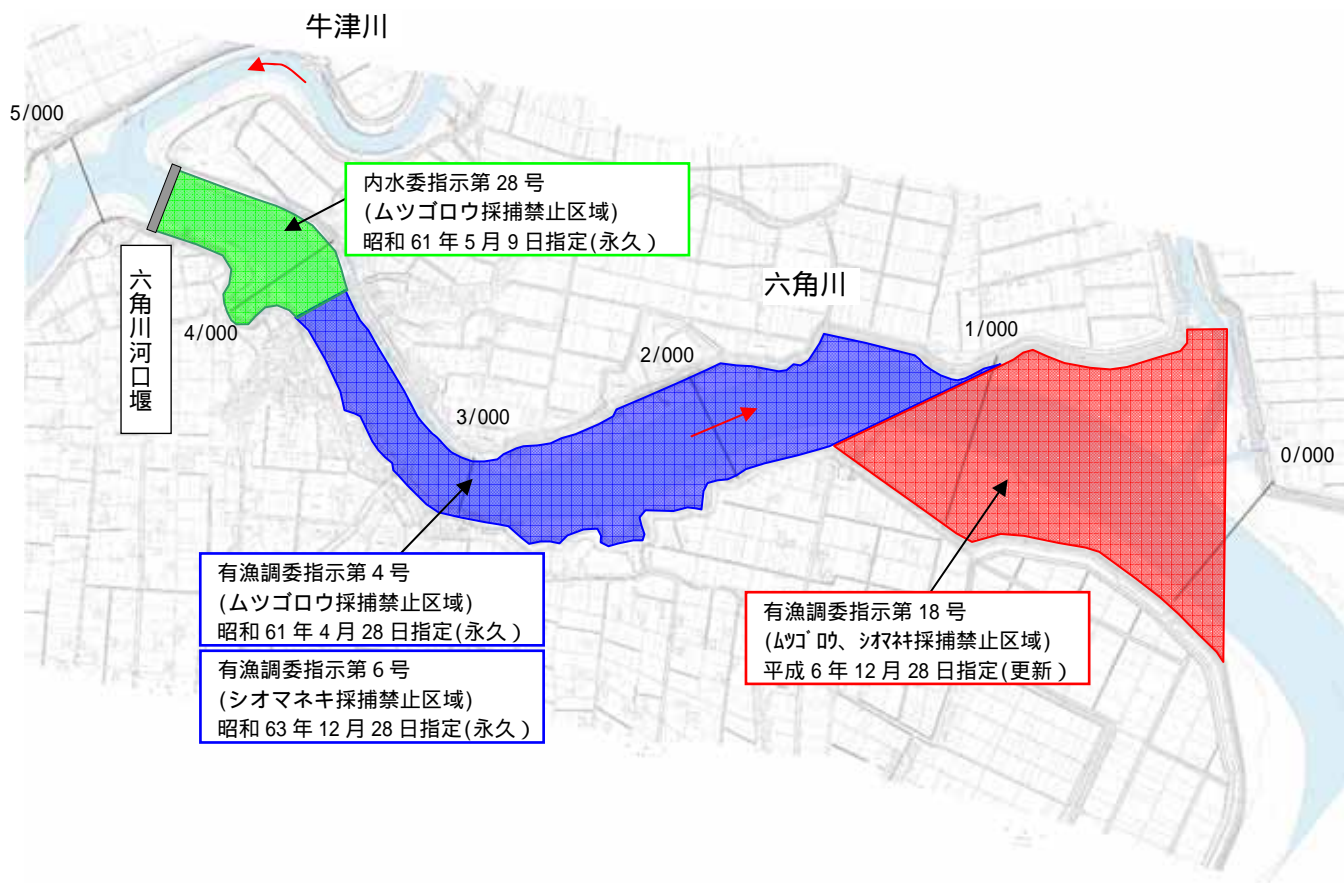 牛津川
5/000
内水委指示第 28 号
(ムツゴロウ採捕禁止区域)
昭和 61 年 5 月 9 日指定(永久 )
六角川河口堰
4/000
六角川
1/000
2/000
3/000
0/000
有漁調委指示第 4 号
(ムツゴロウ採捕禁止区域)
昭和 61 年 4 月 28 日指定(永久 )
有漁調委指示第 6 号
(シオマネキ採捕禁止区域)
昭和 63 年 12 月 28 日指定(永久 )
有漁調委指示第 18 号
(ムツゴロウ、シオマネキ採捕禁止区域)
平成 6 年 12 月 28 日指定(更新 )